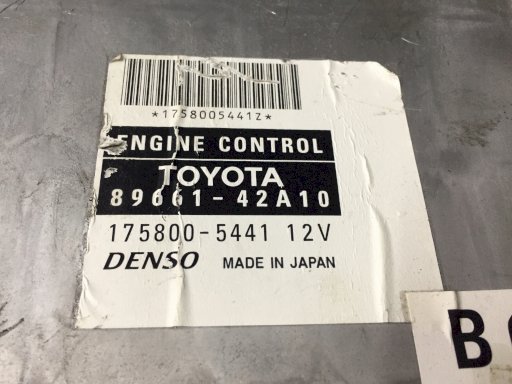 *1758005441Z*
ENGINE CONTROL
TOYOTA
89661-42A10
175800-5441 12V
DENSO MADE IN JAPAN
B